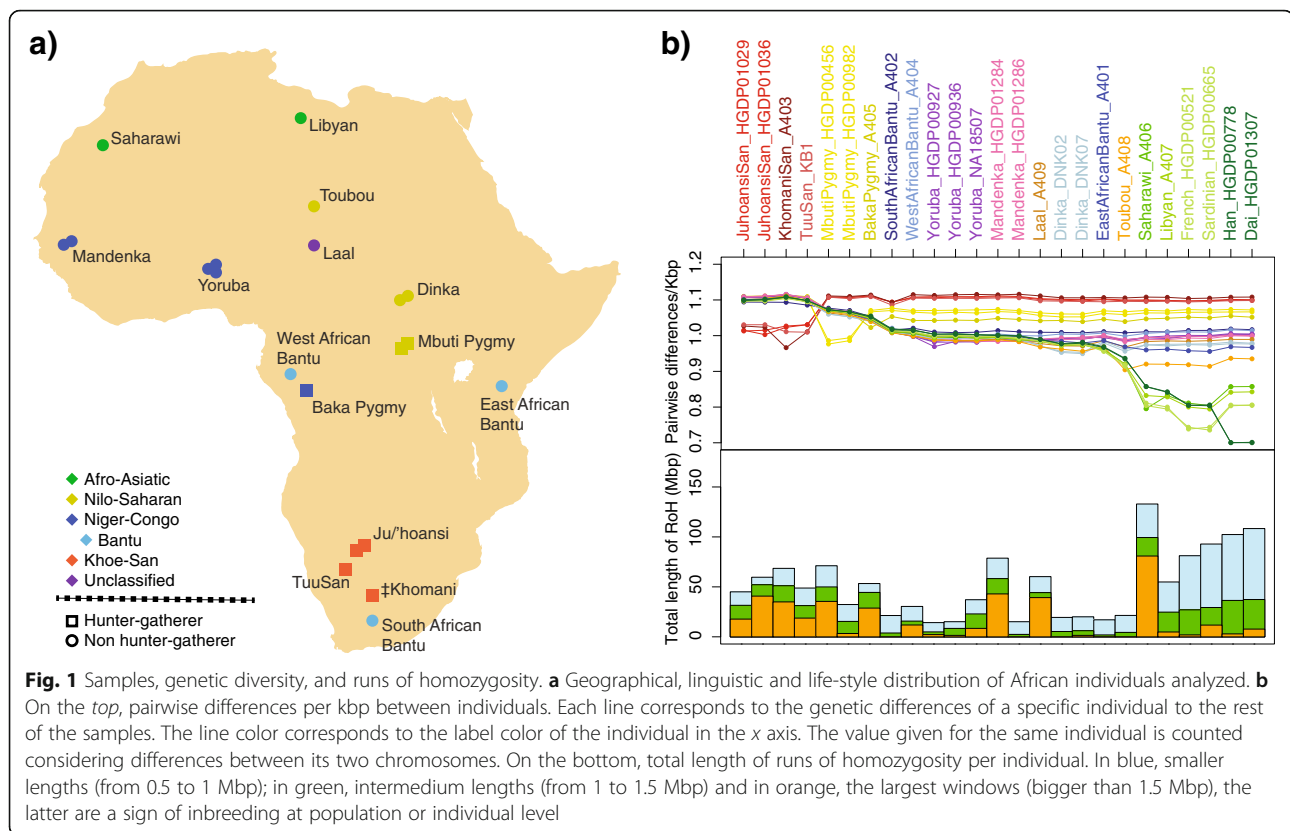 a)
Saharawi
Libyan
Toubou
Mandenka
Laal
Yoruba
Dinka
West African
Bantu
Mbuti Pygmy
Baka Pygmy
East African
Bantu
Afro-Asiatic
Nilo-Saharan
Niger-Congo
Bantu
Khoe-San
Unclassified
Hunter-gatherer
Non hunter-gatherer
Ju/'hoansi
TuuSan
‡Khomani
South African
Bantu
b)
JuhoansiSan_HGDP01029
JuhoansiSan_HGDP01036
KhomaniSan_A403
TuuSan_KB1
MbutiPygmy_HGDP00456
MbutiPygmy_HGDP00982
BakaPygmy_A405
SouthAfricanBantu_A402
WestAfricanBantu_A404
Yoruba_HGDP00927
Yoruba_HGDP00936
Yoruba_NA18507
Mandenka_HGDP01284
Mandenka_HGDP01286
Laal_A409
Dinka_DNK02
Dinka_DNK07
EastAfricanBantu_A401
Toubou_A408
Saharawi_A406
Libyan_A407
French_HGDP00521
Sardinian_HGDP00665
Han_HGDP00778
Dai_HGDP01307
Pairwise differences/Kbp
1.2
1.1
1.0
0.9
0.8
0.7
Total length of RoH (Mbp)
150
100
50
0
Fig. 1 Samples, genetic diversity, and runs of homozygosity. a Geographical, linguistic and life-style distribution of African individuals analyzed. b
On the top, pairwise differences per kbp between individuals. Each line corresponds to the genetic differences of a specific individual to the rest
of the samples. The line color corresponds to the label color of the individual in the x axis. The value given for the same individual is counted
considering differences between its two chromosomes. On the bottom, total length of runs of homozygosity per individual. In blue, smaller
lengths (from 0.5 to 1 Mbp); in green, intermedium lengths (from 1 to 1.5 Mbp) and in orange, the largest windows (bigger than 1.5 Mbp), the
latter are a sign of inbreeding at population or individual level